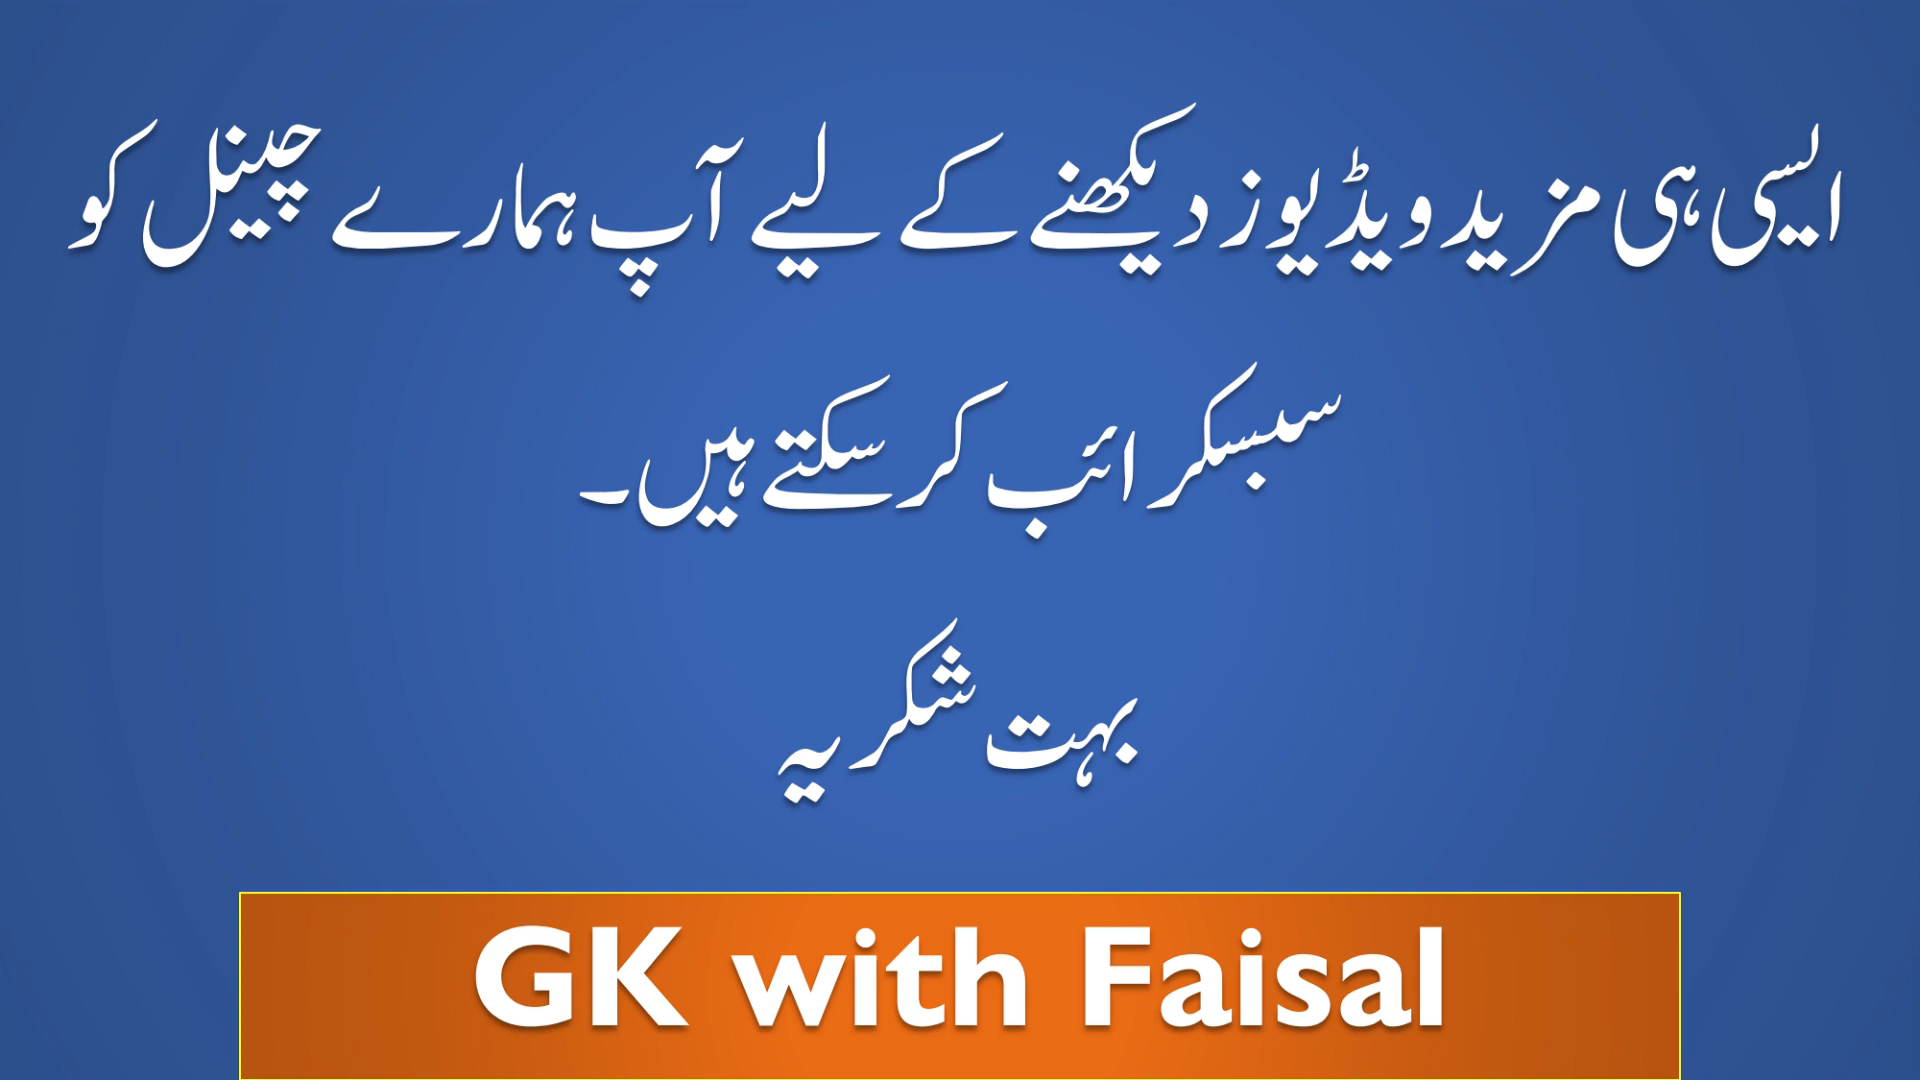 ایسی ہی مزید ویڈیوز دیکھنے کے لیے آپ ہمارے چینل کو
سبسکرائب کر سکتے ہیں۔
بہت شکریہ
GK with Faisal